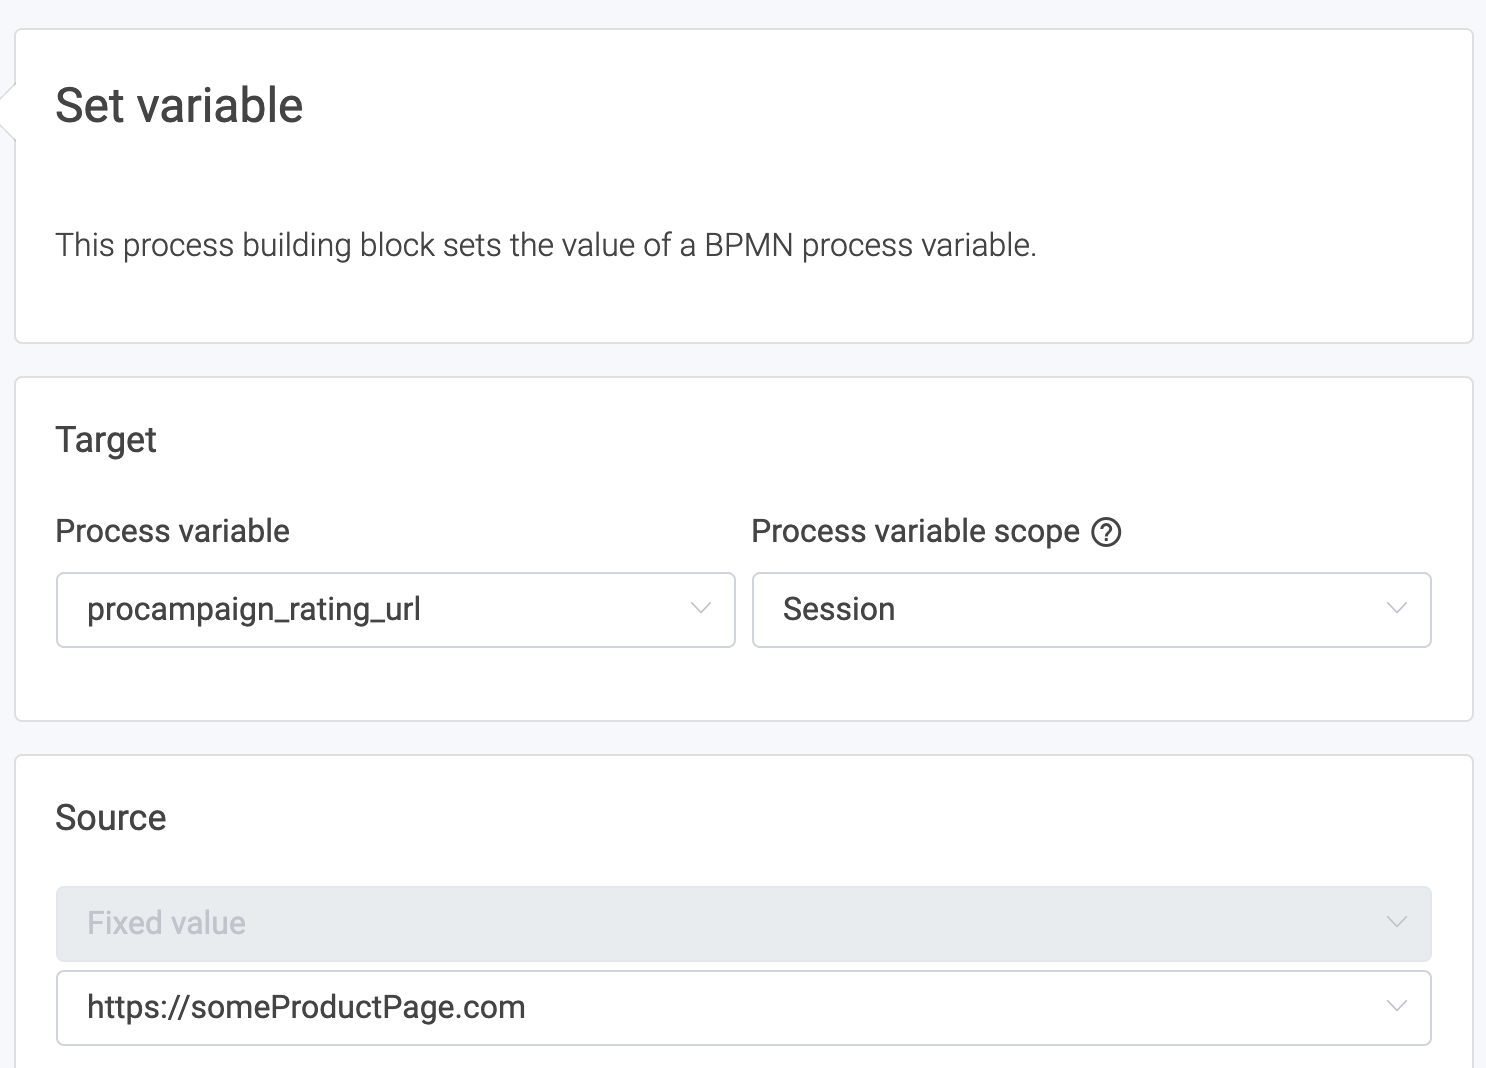 Set variable
This process building block sets the value of a BPMN process variable.
Target
Process variable
Process variable scope ?
procampaign_rating_url
Session
Source
Fixed value
https://someProductPage.com